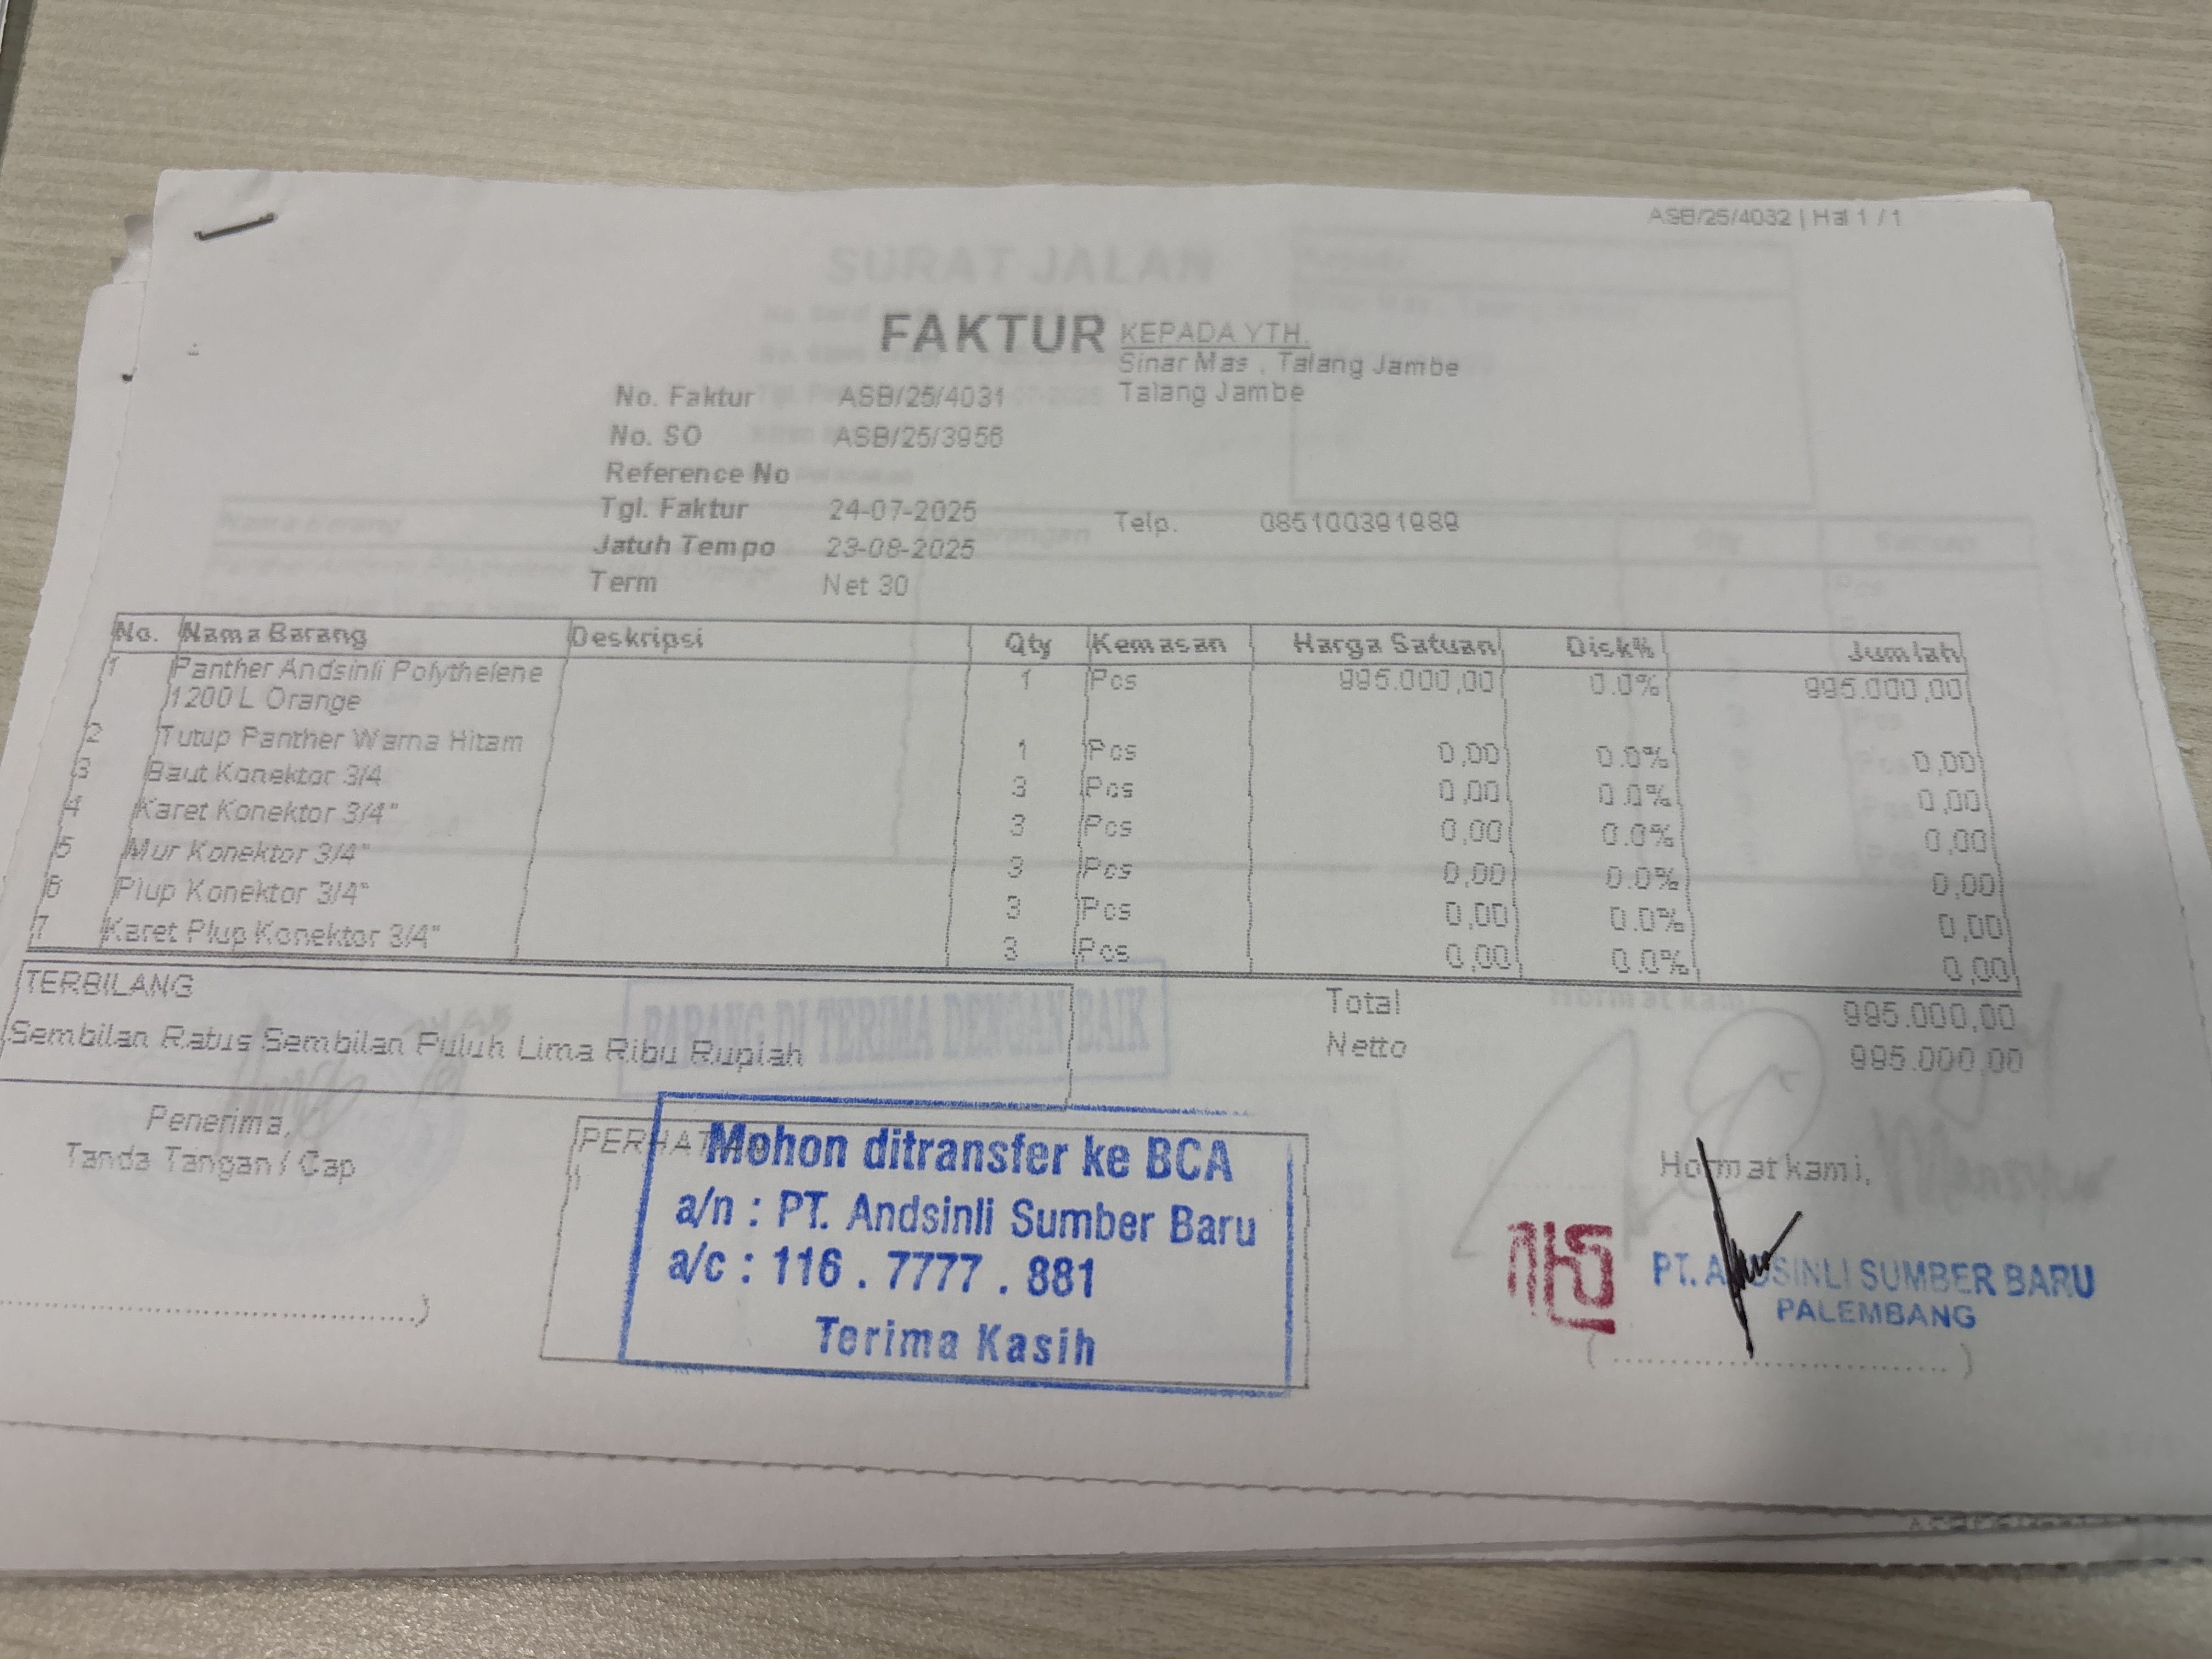 ASB/25/4032 | Hal 1 / 1
SURAT JALAN
FAKTUR
KEPADA YTH.
Sinar Mas , Talang Jambe
Talang Jambe
No. Faktur ASB/25/4031
No. SO ASB/25/3956
Reference No
Tgl. Faktur 24-07-2025
Telp. 085100391989
Jatuh Tempo 23-08-2025
Term Net 30
No. Nama Barang Deskripsi Qty Kemasan Harga Satuan Disk% Jumlah
1 Panther Andsinli Polythelene 1 Pcs 995.000,00 0.0% 995.000,00
1200 L Orange
2 Tutup Panther Warna Hitam 1 Pcs 0,00 0.0% 0,00
3 Baut Konektor 3/4 3 Pcs 0,00 0.0% 0,00
4 Karet Konektor 3/4" 3 Pcs 0,00 0.0% 0,00
5 Mur Konektor 3/4" 3 Pcs 0,00 0.0% 0,00
6 Plup Konektor 3/4" 3 Pcs 0,00 0.0% 0,00
7 Karet Plup Konektor 3/4" 3 Pcs 0,00 0.0% 0,00
TERBILANG
Sembilan Ratus Sembilan Puluh Lima Ribu Rupiah
Total 995.000,00
Netto 995.000,00
BARANG DI TERIMA DENGAN BAIK
Penerima,
Tanda Tangan / Cap
Mohon ditransfer ke BCA
a/n : PT. Andsinli Sumber Baru
a/c : 116 . 7777 . 881
Terima Kasih
Hormat kami,
PT. ANDSINLI SUMBER BARU
PALEMBANG